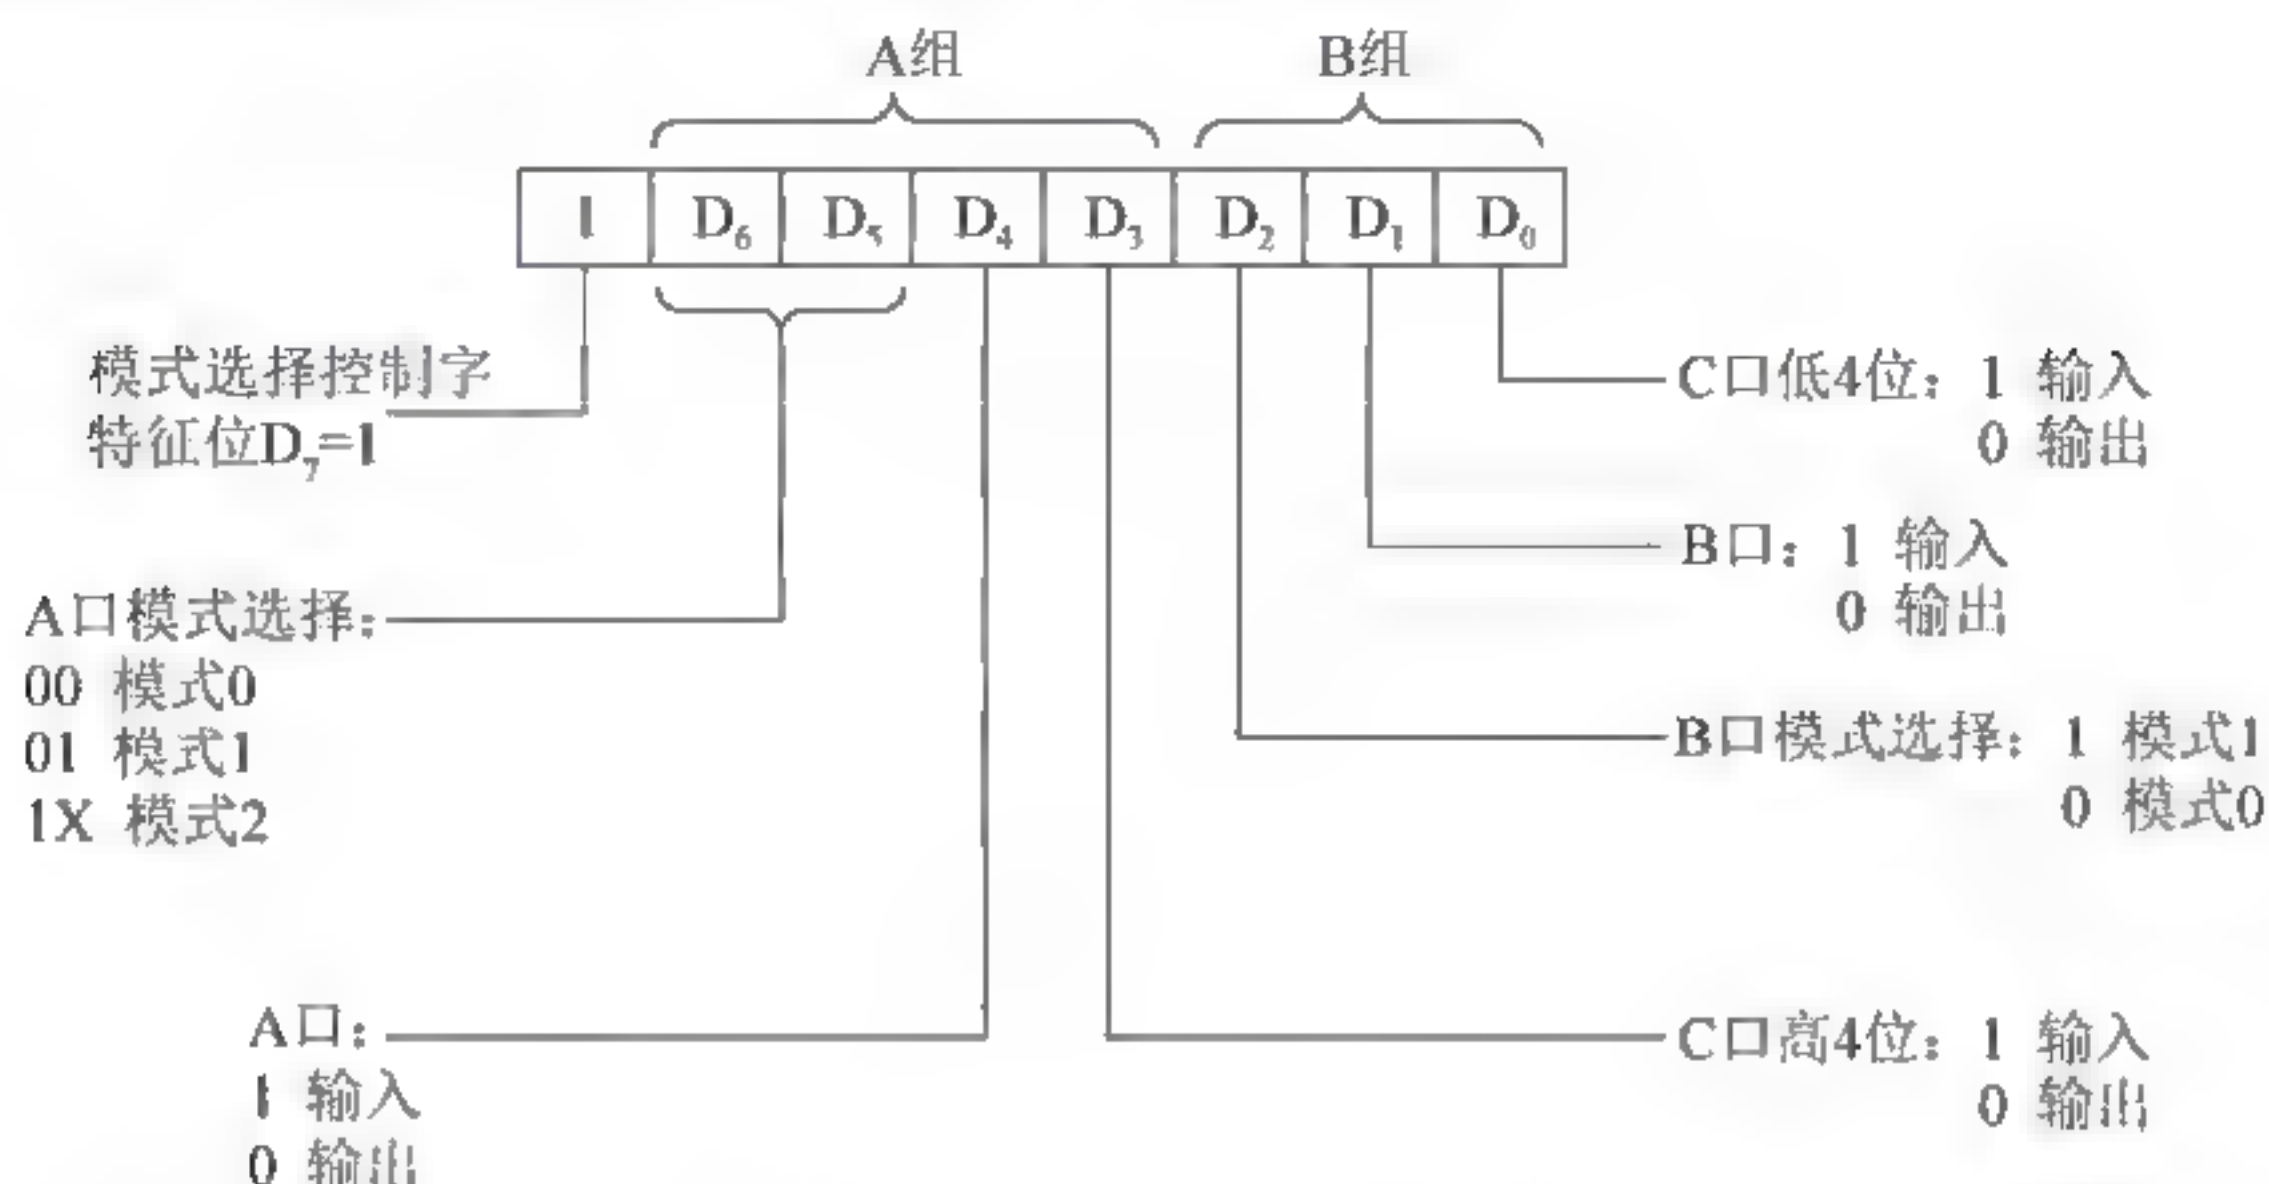 A组 B组
1 D₆ D₅ D₄ D₃ D₂ D₁ D₀
模式选择控制字
特征位D₇=1
A口模式选择：
00 模式0
01 模式1
1X 模式2
A口：
1 输入
0 输出
C口低4位：1 输入
0 输出
B口：1 输入
0 输出
B口模式选择：1 模式1
0 模式0
C口高4位：1 输入
0 输出